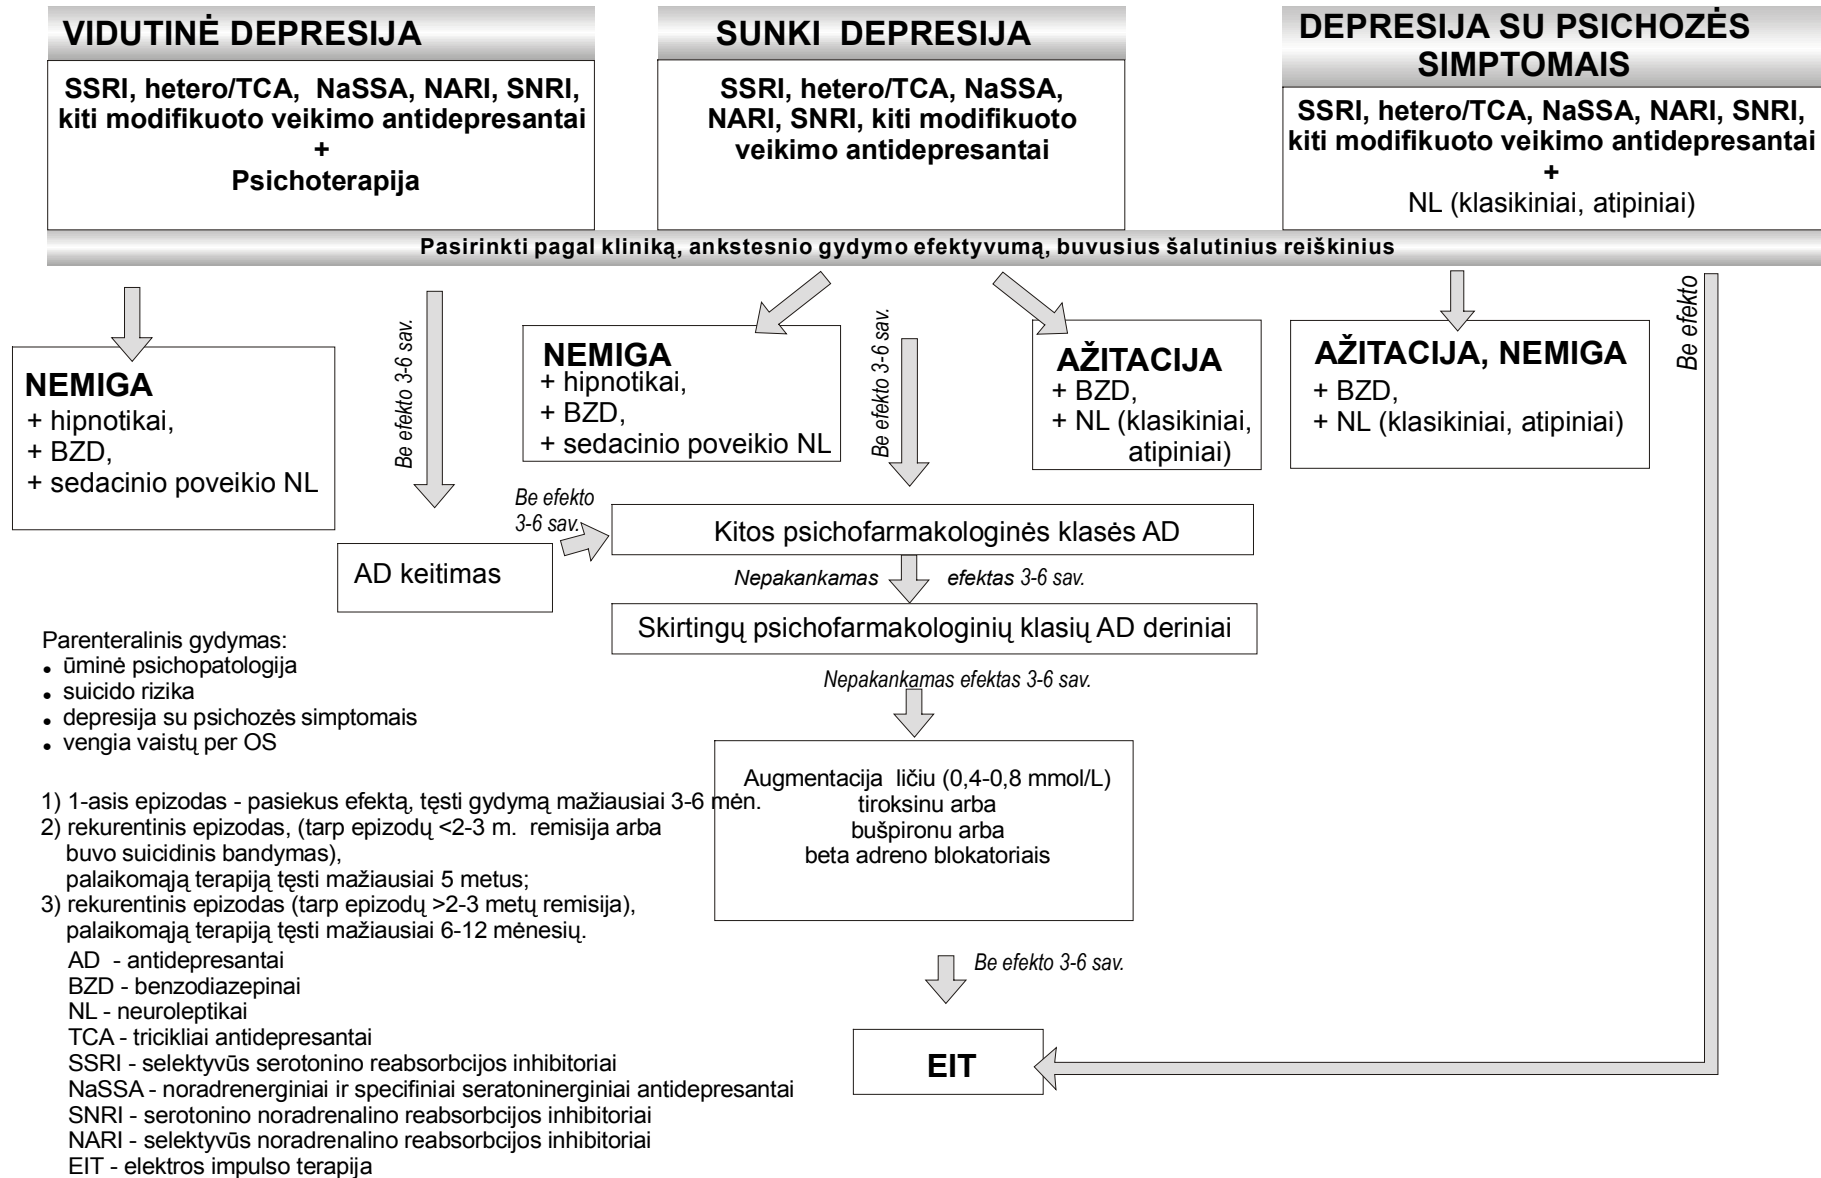 VIDUTINĖ DEPRESIJA
SSRI, hetero/TCA, NaSSA, NARI, SNRI,
kiti modifikuoto veikimo antidepresantai
+
Psichoterapija
SUNKI DEPRESIJA
SSRI, hetero/TCA, NaSSA,
NARI, SNRI, kiti modifikuoto
veikimo antidepresantai
DEPRESIJA SU PSICHOZĖS
SIMPTOMAIS
SSRI, hetero/TCA, NaSSA, NARI, SNRI,
kiti modifikuoto veikimo antidepresantai
+
NL (klasikiniai, atipiniai)
Pasirinkti pagal kliniką, ankstesnio gydymo efektyvumą, buvusius šalutinius reiškinius
NEMIGA
+ hipnotikai,
+ BZD,
+ sedacinio poveikio NL
Be efekto 3-6 sav.
NEMIGA
+ hipnotikai,
+ BZD,
+ sedacinio poveikio NL
Be efekto 3-6 sav.
AŽITACIJA
+ BZD,
+ NL (klasikiniai,
atipiniai)
AŽITACIJA, NEMIGA
+ BZD,
+ NL (klasikiniai, atipiniai)
Be efekto
AD keitimas
Be efekto
3-6 sav.
Kitos psichofarmakologinės klasės AD
Nepakankamas efektas 3-6 sav.
Skirtingų psichofarmakologinių klasių AD deriniai
Nepakankamas efektas 3-6 sav.
Augmentacija ličiu (0,4-0,8 mmol/L)
tiroksinu arba
bušpironu arba
beta adreno blokatoriais
Be efekto 3-6 sav.
EIT
Parenteralinis gydymas:
• ūminė psichopatologija
• suicido rizika
• depresija su psichozės simptomais
• vengia vaistų per OS
1) 1-asis epizodas - pasiekus efektą, tęsti gydymą mažiausiai 3-6 mėn.
2) rekurentinis epizodas, (tarp epizodų <2-3 m. remisija arba
buvo suicidinis bandymas),
palaikomąją terapiją tęsti mažiausiai 5 metus;
3) rekurentinis epizodas (tarp epizodų >2-3 metų remisija),
palaikomąją terapiją tęsti mažiausiai 6-12 mėnesių.
AD - antidepresantai
BZD - benzodiazepinai
NL - neuroleptikai
TCA - tricikliai antidepresantai
SSRI - selektyvūs serotonino reabsorbcijos inhibitoriai
NaSSA - noradrenerginiai ir specifiniai seratoninerginiai antidepresantai
SNRI - serotonino noradrenalino reabsorbcijos inhibitoriai
NARI - selektyvūs noradrenalino reabsorbcijos inhibitoriai
EIT - elektros impulso terapija